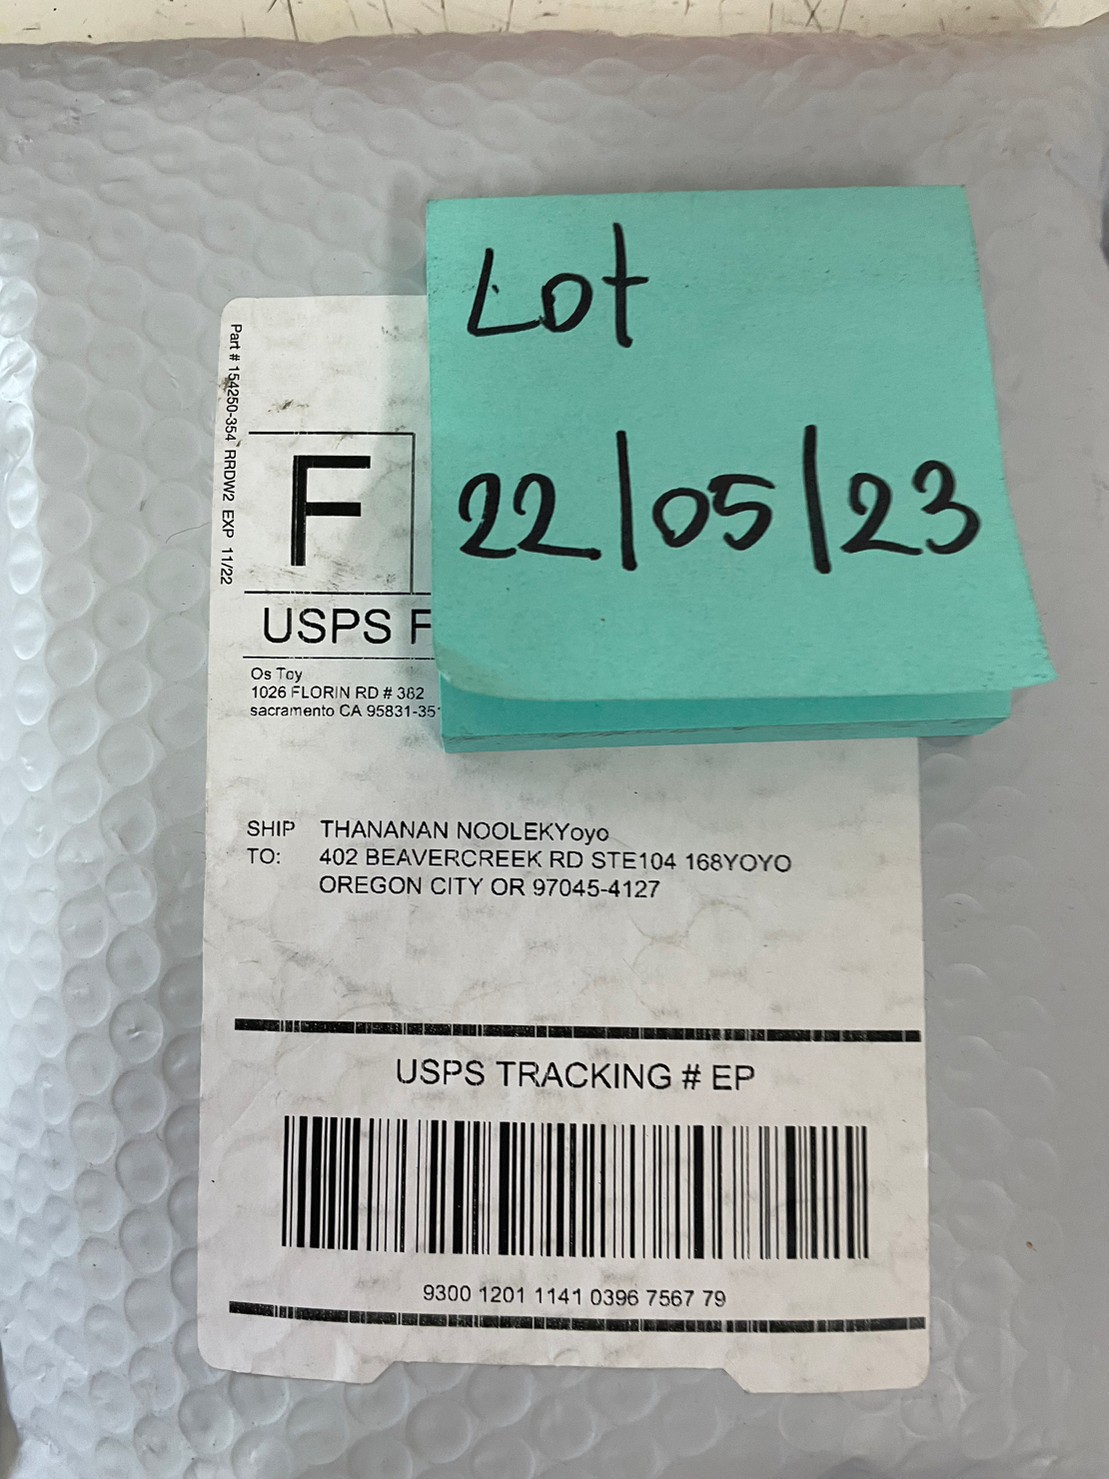 Lot
22/05/23
Part # 154250-354 RRDW2 EXP 11/22
F
USPS F
Os Toy
1026 FLORIN RD # 382
sacramento CA 95831-35
SHIP TO: THANANAN NOOLEKYoyo
402 BEAVERCREEK RD STE104 168YOYO
OREGON CITY OR 97045-4127
USPS TRACKING # EP
9300 1201 1141 0396 7567 79